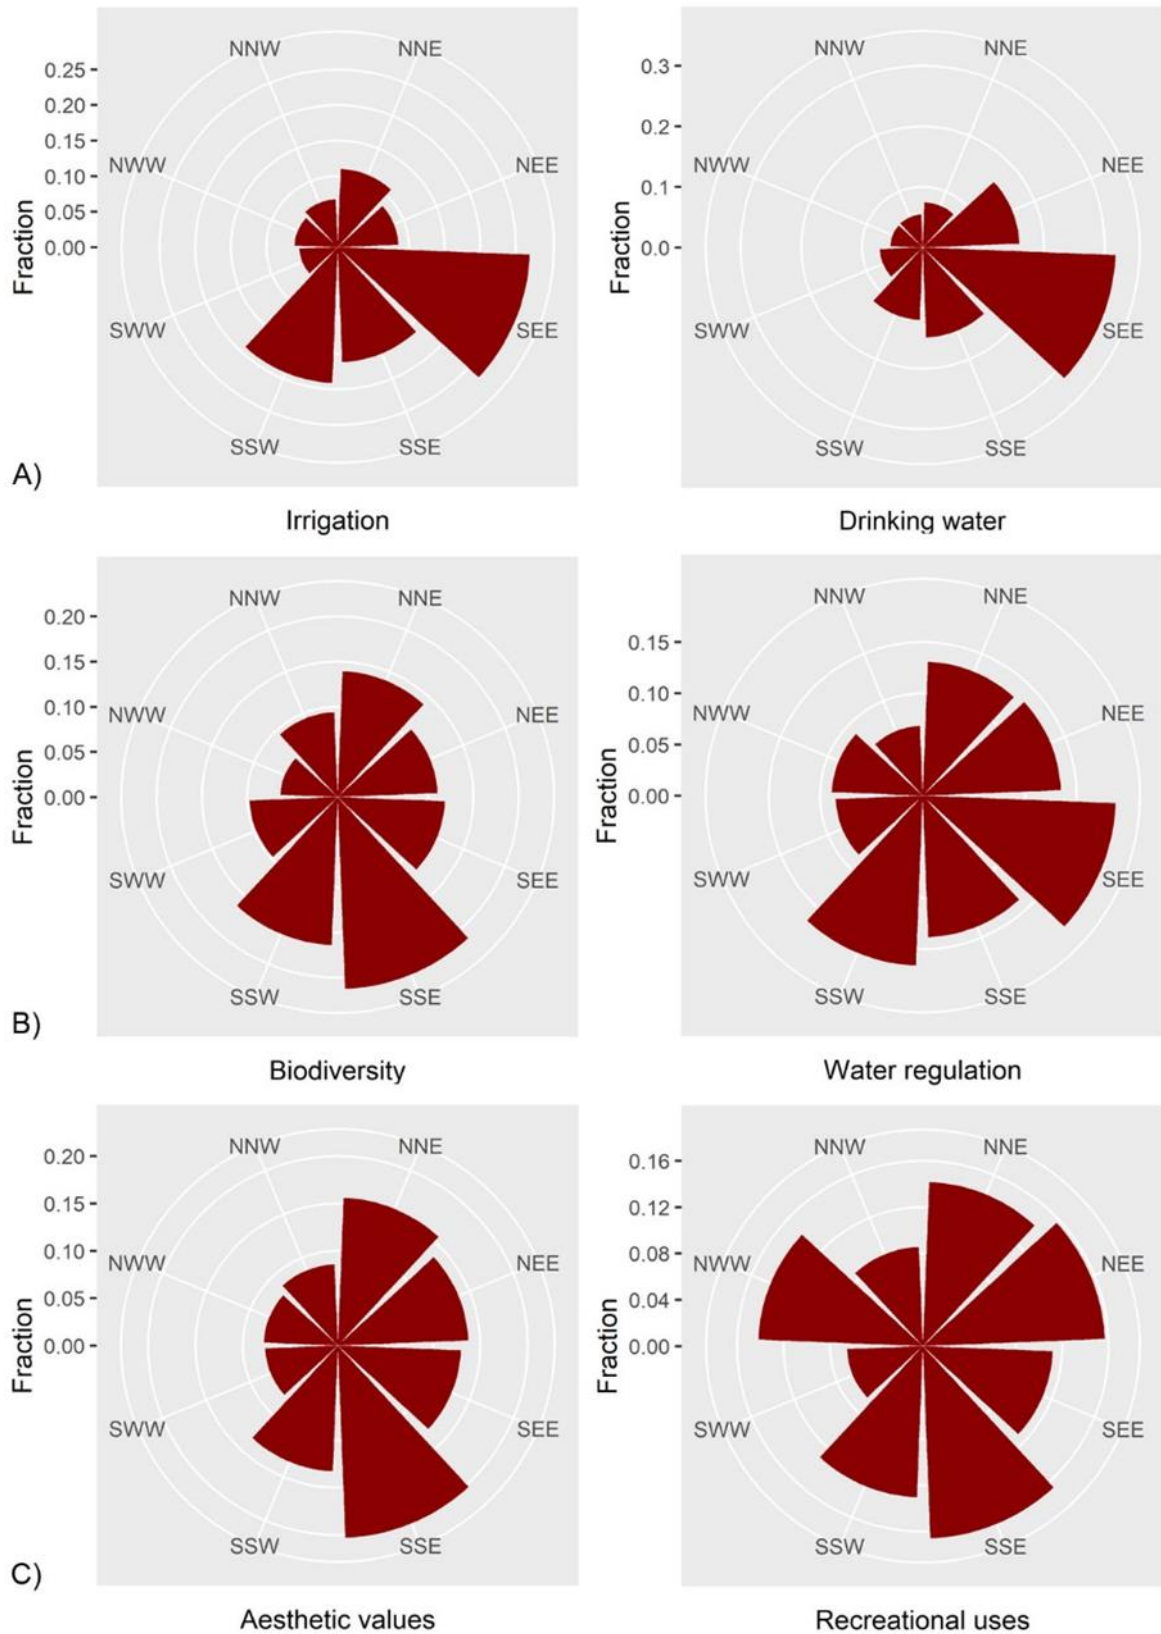 NNW
NNE
0.25
0.20
0.15
0.10
0.05
0.00
NWW
NEE
Fraction
SWW
SEE
SSW
SSE
A)
Irrigation
NNW
NNE
0.3
0.2
0.1
0.0
NWW
NEE
Fraction
SWW
SEE
SSW
SSE
Drinking water
NNW
NNE
0.20
0.15
0.10
0.05
0.00
NWW
NEE
Fraction
SWW
SEE
SSW
SSE
B)
Biodiversity
NNW
NNE
0.15
0.10
0.05
0.00
NWW
NEE
Fraction
SWW
SEE
SSW
SSE
Water regulation
NNW
NNE
0.20
0.15
0.10
0.05
0.00
NWW
NEE
Fraction
SWW
SEE
SSW
SSE
C)
Aesthetic values
NNW
NNE
0.16
0.12
0.08
0.04
0.00
NWW
NEE
Fraction
SWW
SEE
SSW
SSE
Recreational uses